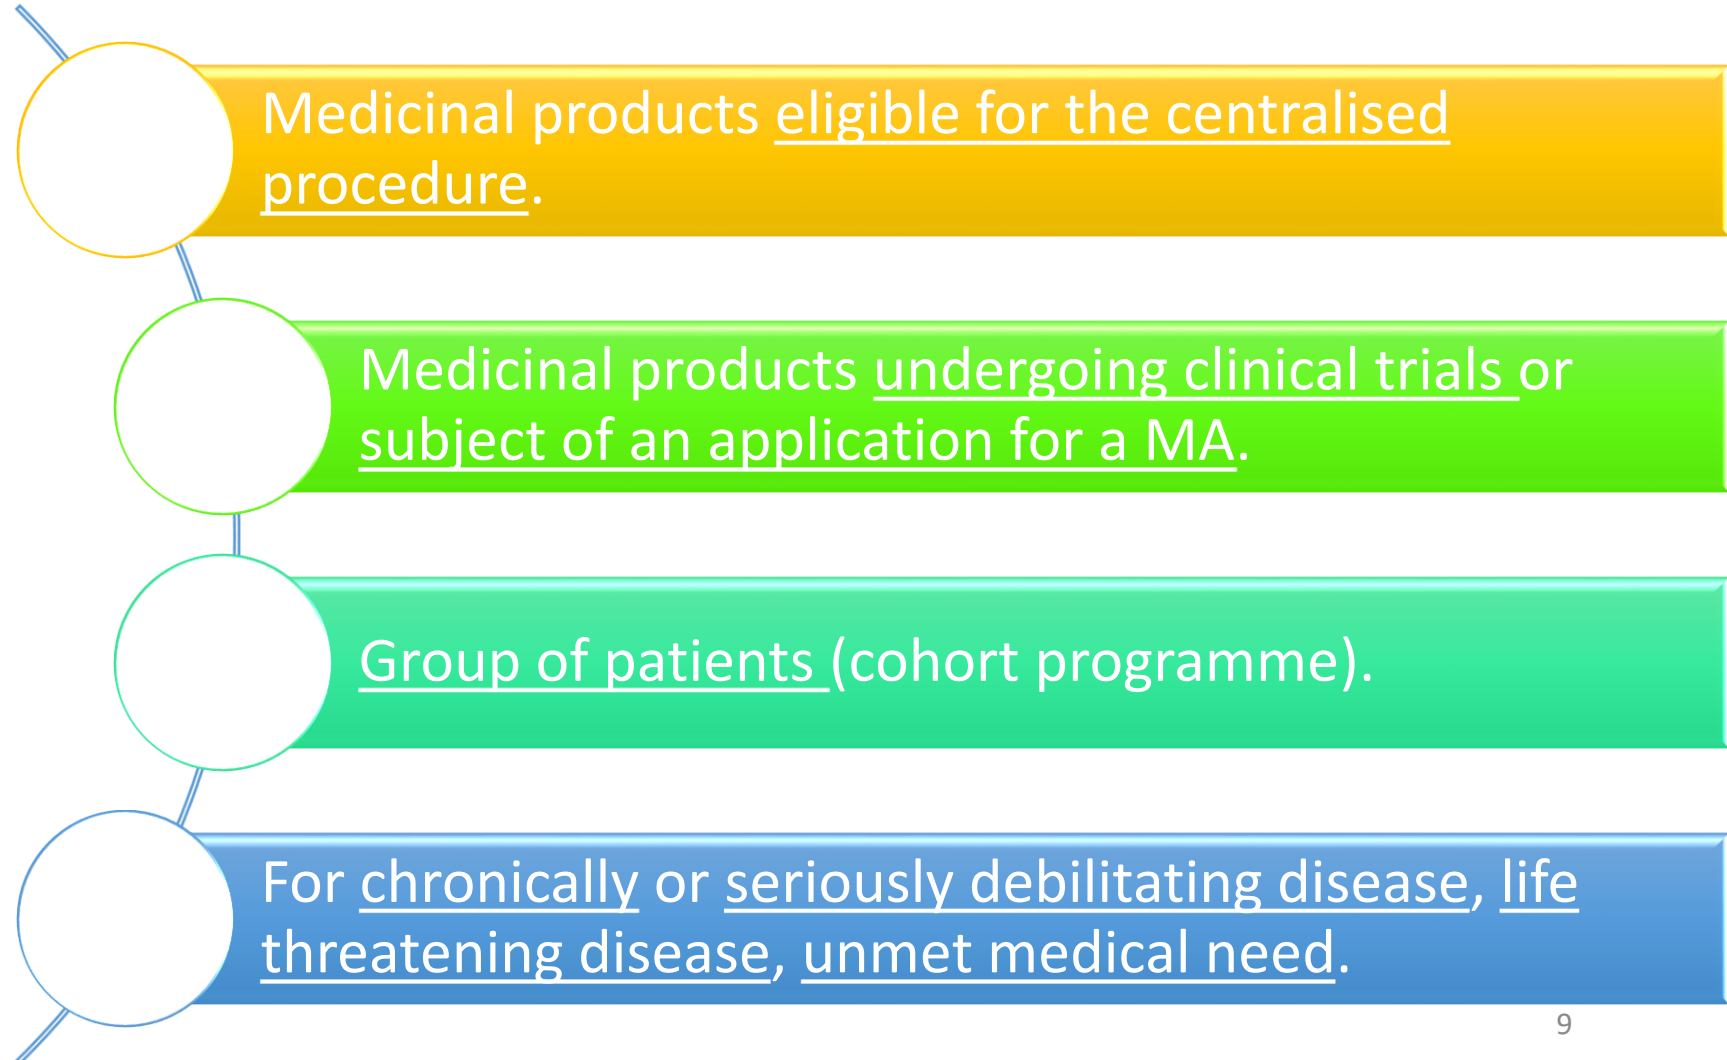 Medicinal products eligible for the centralised
procedure.
Medicinal products undergoing clinical trials or
subject of an application for a MA.
Group of patients (cohort programme).
For chronically or seriously debilitating disease, life
threatening disease, unmet medical need.
9